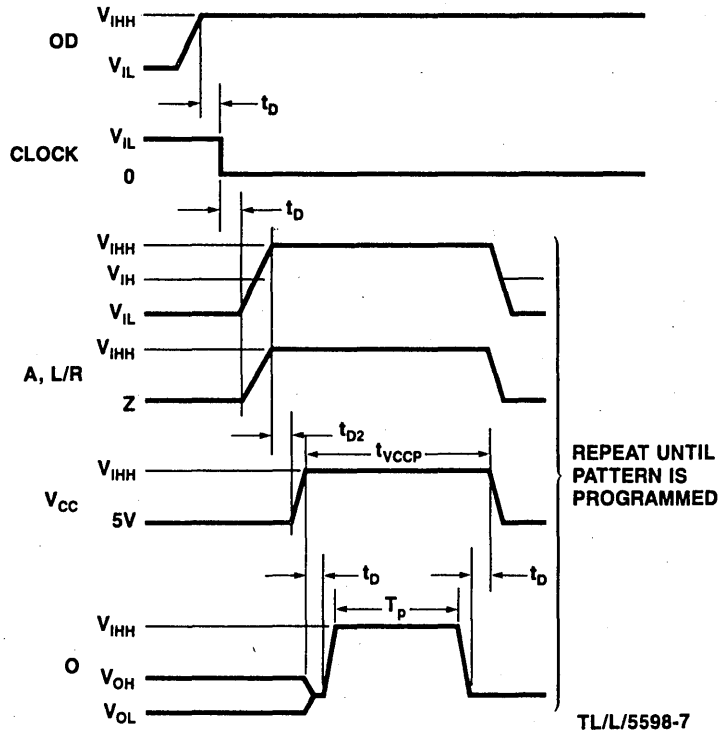 V_IHH
OD
V_IL
t_D
V_IL
CLOCK
0
t_D
V_IHH
V_IH
V_IL
V_IHH
A, L/R
Z
t_D2
t_VCCP
V_IHH
V_CC
5V
REPEAT UNTIL
PATTERN IS
PROGRAMMED
t_D
t_D
T_p
V_IHH
O
V_OH
V_OL
TL/L/5598-7